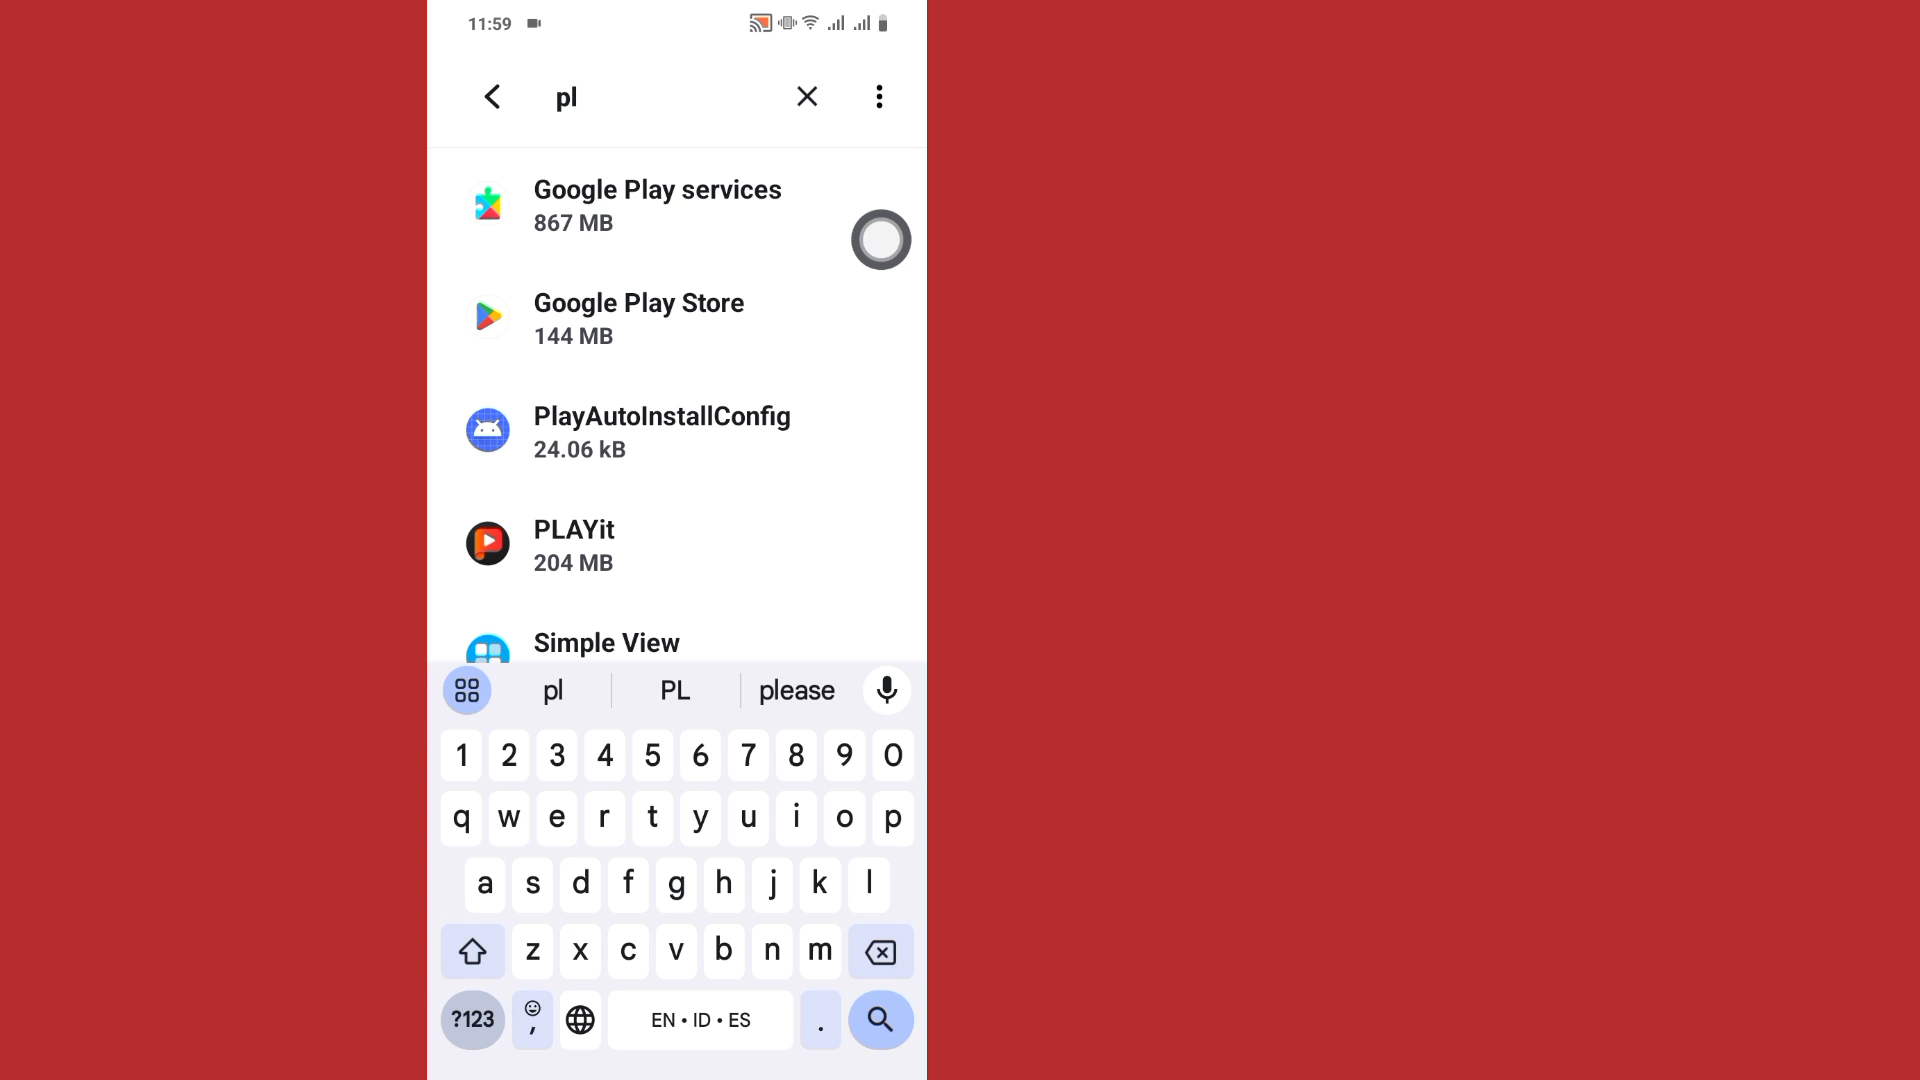 11:59
pl
Google Play services
867 MB
Google Play Store
144 MB
PlayAutoInstallConfig
24.06 kB
PLAYit
204 MB
Simple View
pl PL please
1 2 3 4 5 6 7 8 9 0
q w e r t y u i o p
a s d f g h j k l
z x c v b n m
?123 , EN • ID • ES .